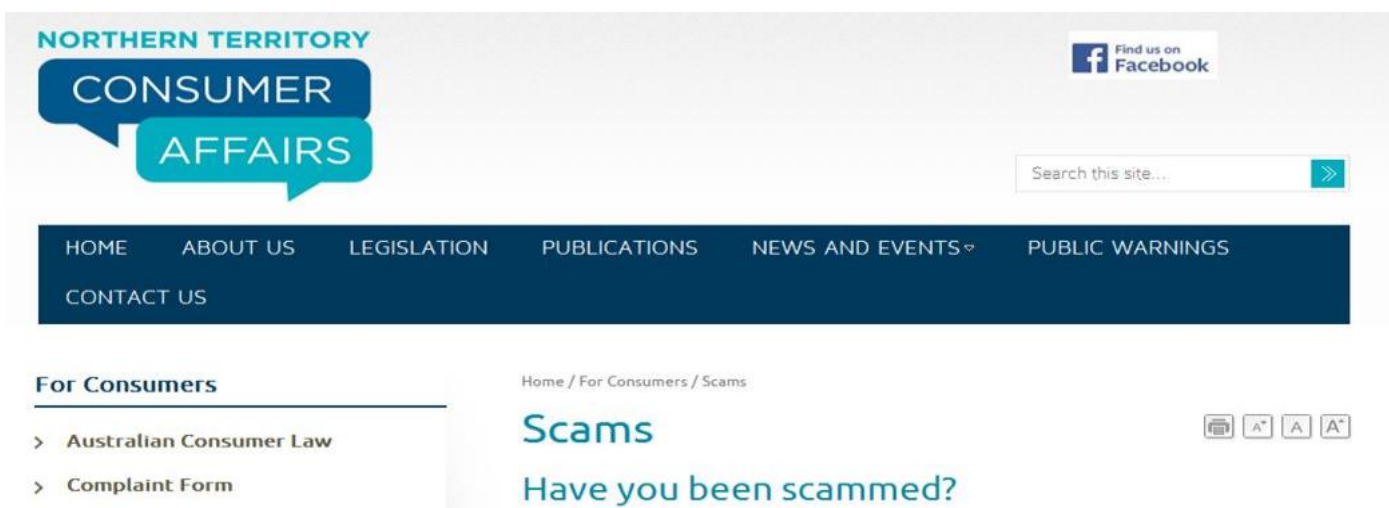 NORTHERN TERRITORY
CONSUMER
AFFAIRS
Find us on
Facebook
Search this site...
HOME ABOUT US LEGISLATION PUBLICATIONS NEWS AND EVENTS PUBLIC WARNINGS
CONTACT US
For Consumers
Australian Consumer Law
Complaint Form
Home / For Consumers / Scams
Scams
A+ A A+
Have you been scammed?